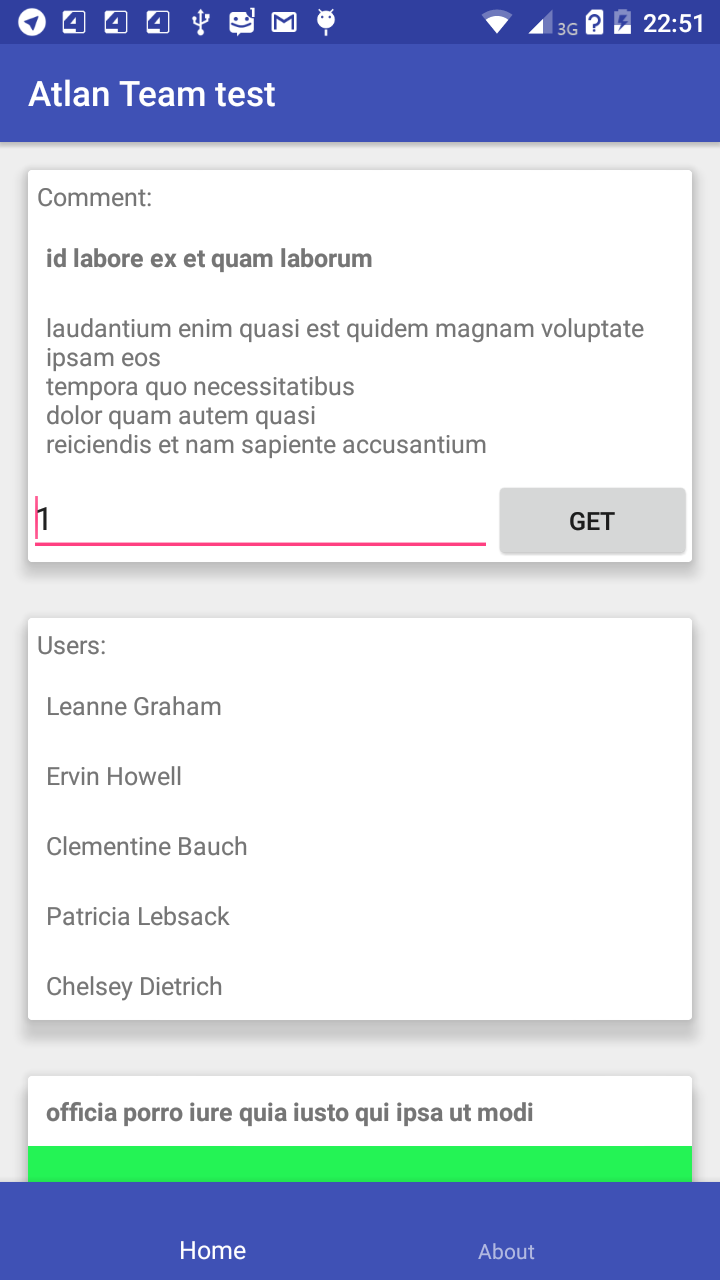 3G
22:51
Atlan Team test
Comment:
id labore ex et quam laborum
laudantium enim quasi est quidem magnam voluptate
ipsam eos
tempora quo necessitatibus
dolor quam autem quasi
reiciendis et nam sapiente accusantium
1
GET
Users:
Leanne Graham
Ervin Howell
Clementine Bauch
Patricia Lebsack
Chelsey Dietrich
officia porro iure quia iusto qui ipsa ut modi
Home
About